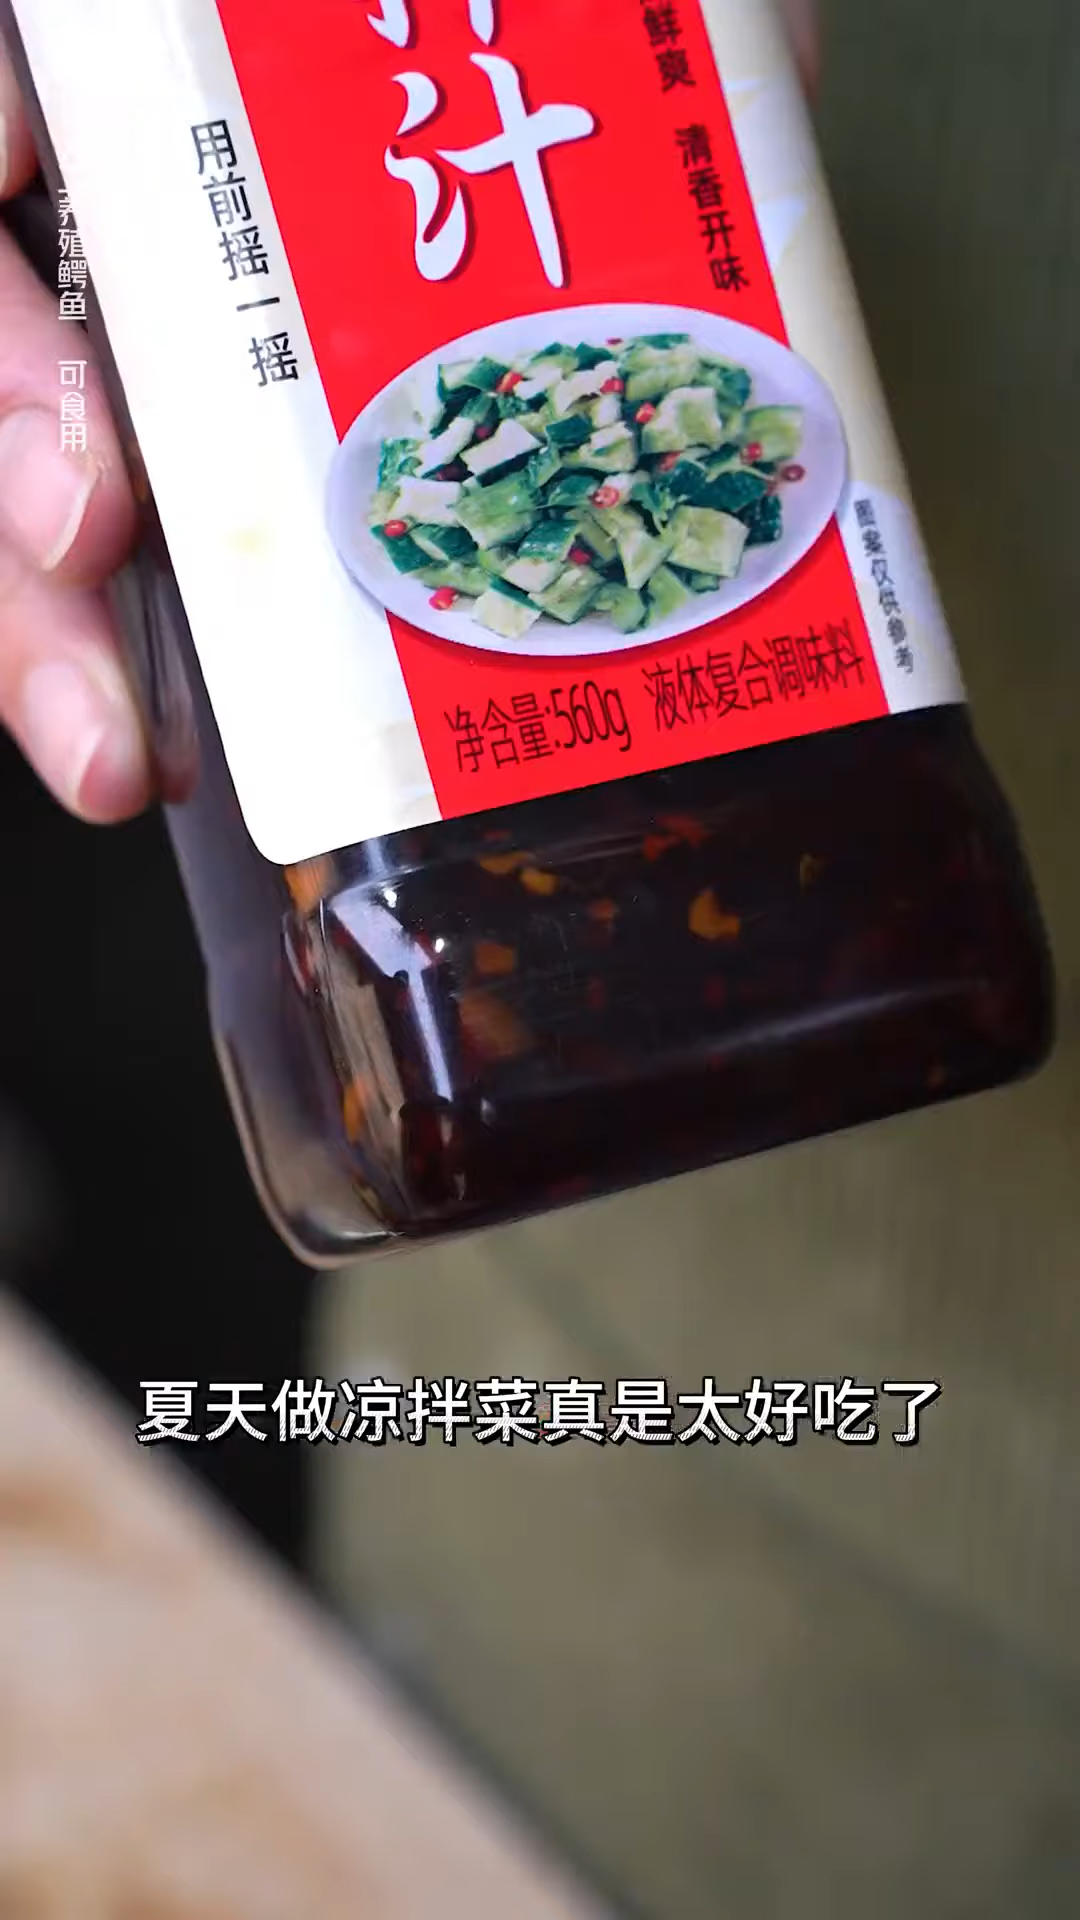 汁
鲜爽 清香开味
用前摇一摇
养殖鳄鱼 可食用
图案仅供参考
净含量:560g 液体复合调味料
夏天做凉拌菜真是太好吃了